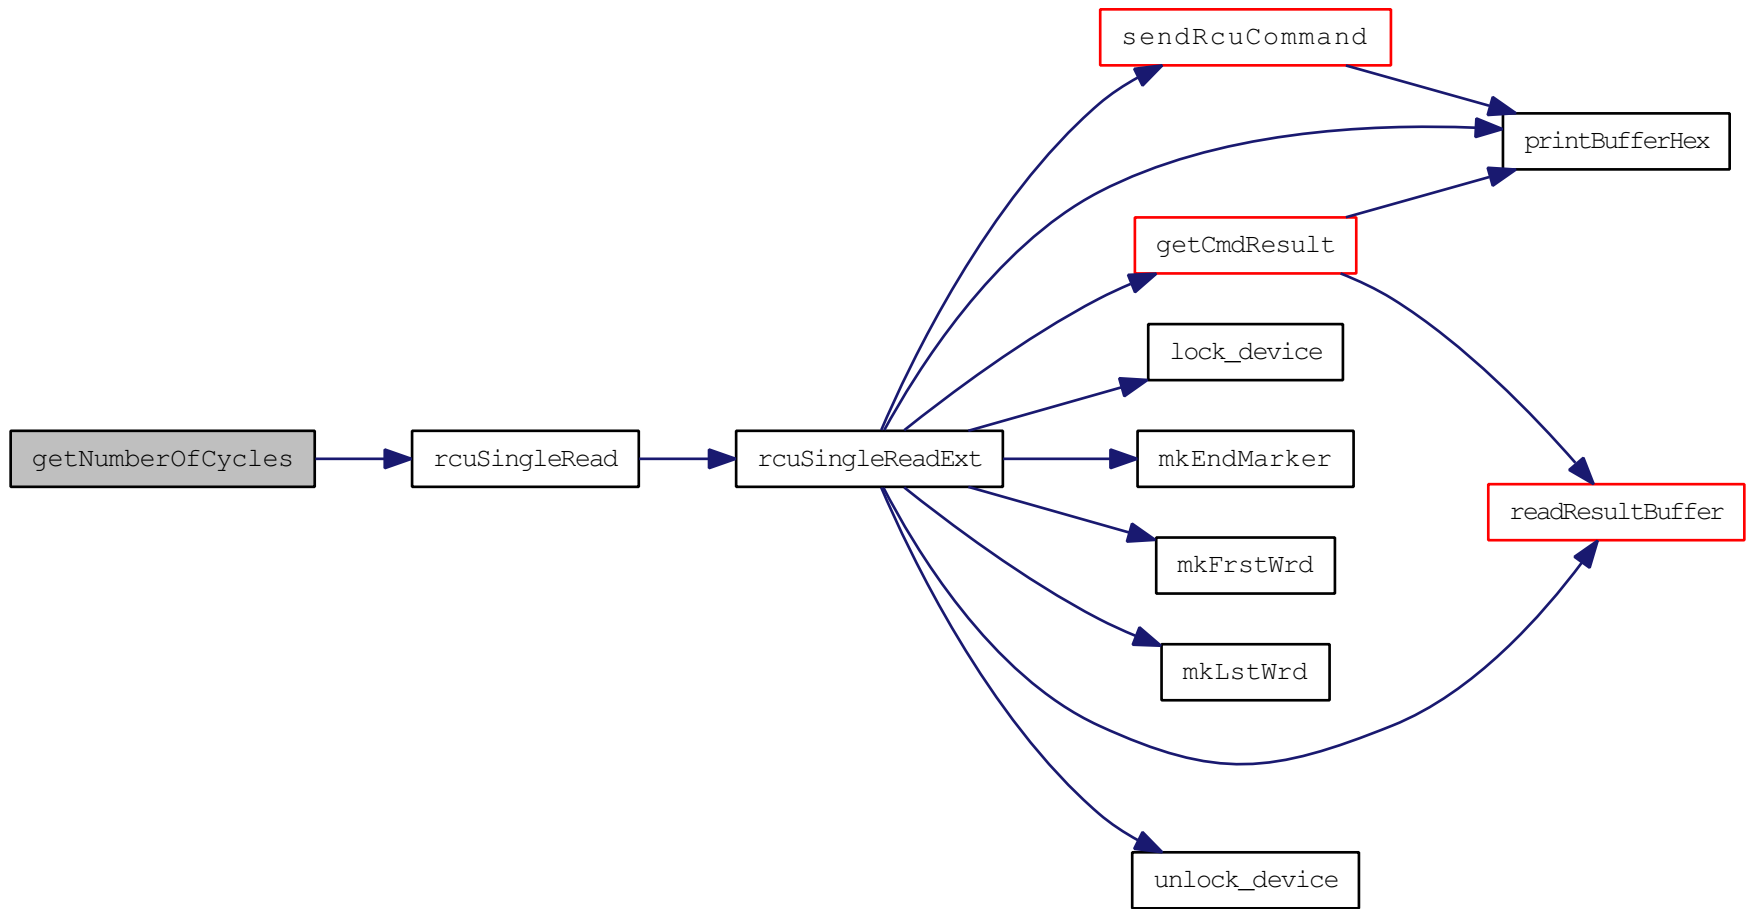 sendRcuCommand
printBufferHex
getCmdResult
lock_device
getNumberOfCycles
rcuSingleRead
rcuSingleReadExt
mkEndMarker
readResultBuffer
mkFrstWrd
mkLstWrd
unlock_device